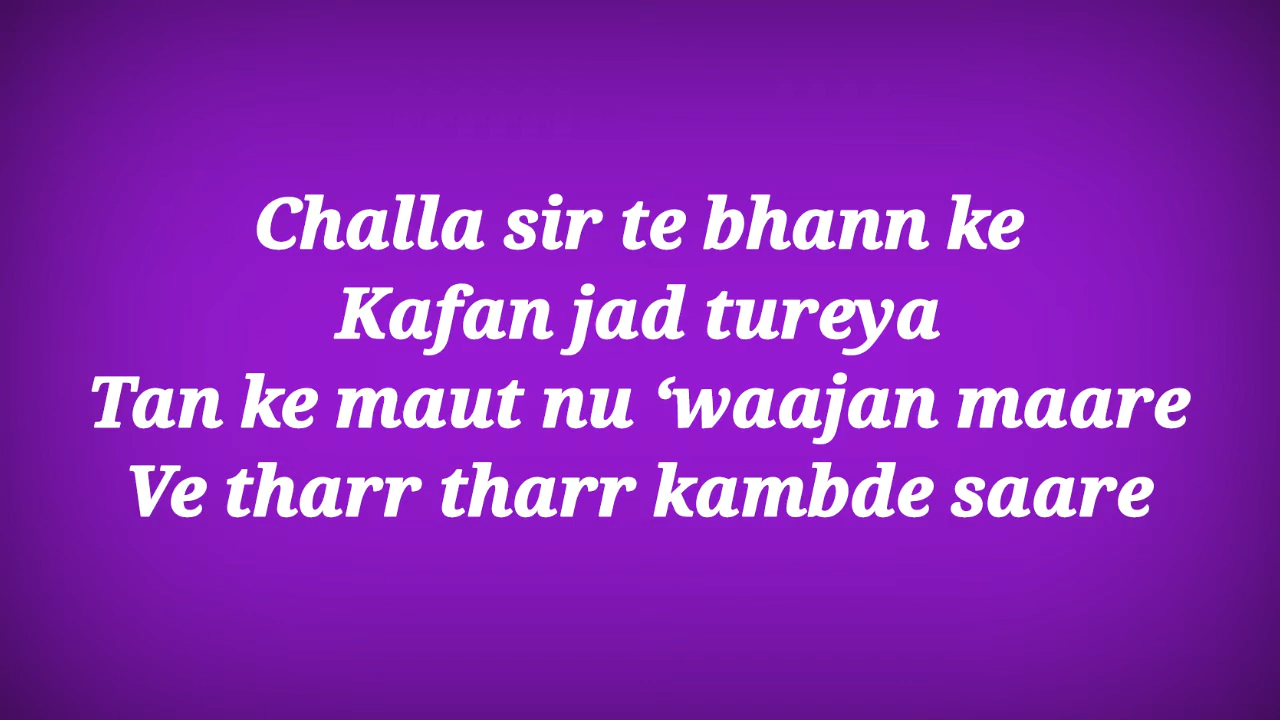 Challa sir te bhann ke
Kafan jad tureya
Tan ke maut nu ‘waajan maare
Ve tharr tharr kambde saare